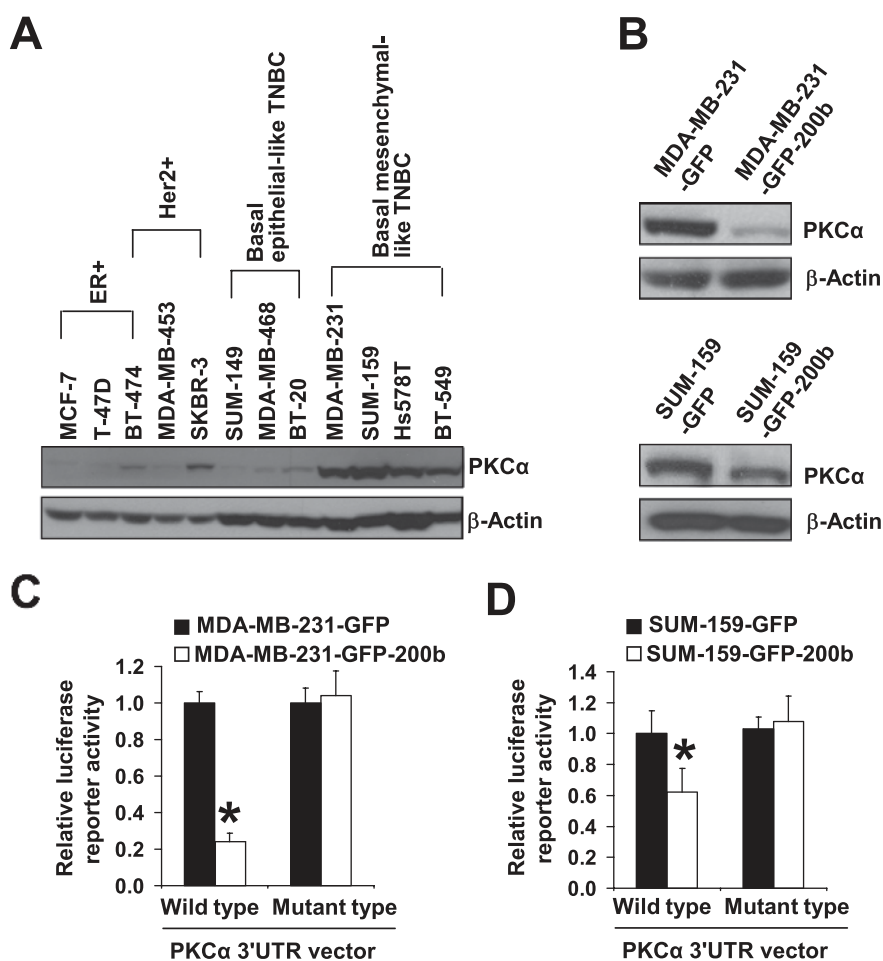 A
ER+
Her2+
Basal
epithelial-like TNBC
Basal mesenchymal-
like TNBC
MCF-7
T-47D
BT-474
MDA-MB-453
SKBR-3
SUM-149
MDA-MB-468
BT-20
MDA-MB-231
SUM-159
Hs578T
BT-549
PKCα
β-Actin
B
MDA-MB-231
-GFP
MDA-MB-231
-GFP-200b
PKCα
β-Actin
SUM-159
-GFP
SUM-159
-GFP-200b
PKCα
β-Actin
C
MDA-MB-231-GFP
MDA-MB-231-GFP-200b
Relative luciferase
reporter activity
1.2
1.0
0.8
0.6
0.4
0.2
0.0
*
Wild type
Mutant type
PKCα 3'UTR vector
D
SUM-159-GFP
SUM-159-GFP-200b
Relative luciferase
reporter activity
1.4
1.2
1.0
0.8
0.6
0.4
0.2
0.0
*
Wild type
Mutant type
PKCα 3'UTR vector